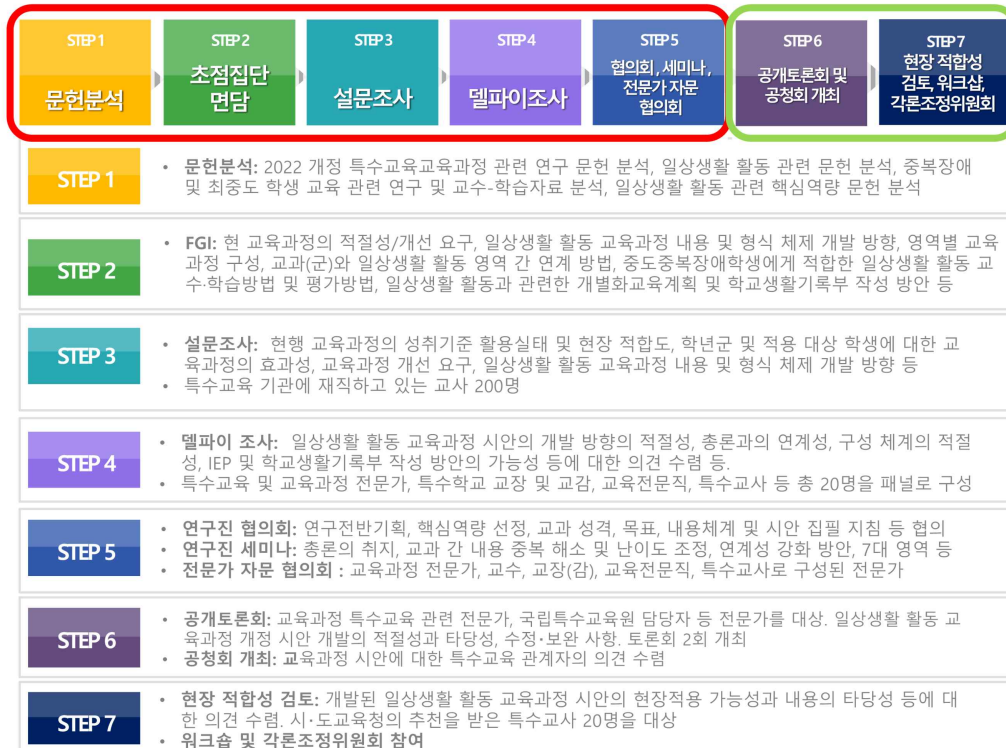 STEP 1
문헌분석
STEP 2
초점집단
면담
STEP 3
설문조사
STEP 4
델파이조사
STEP 5
협의회, 세미나,
전문가 자문
협의회
STEP 6
공개토론회 및
공청회 개최
STEP 7
현장 적합성
검토, 워크샵,
각론조정위원회
STEP 1
• 문헌분석: 2022 개정 특수교육교육과정 관련 연구 문헌 분석, 일상생활 활동 관련 문헌 분석, 중복장애
및 최중도 학생 교육 관련 연구 및 교수-학습자료 분석, 일상생활 활동 관련 핵심역량 문헌 분석
STEP 2
• FGI: 현 교육과정의 적절성/개선 요구, 일상생활 활동 교육과정 내용 및 형식 체제 개발 방향, 영역별 교육
과정 구성, 교과(군)와 일상생활 활동 영역 간 연계 방법, 중도중복장애학생에게 적합한 일상생활 활동 교
수·학습방법 및 평가방법, 일상생활 활동과 관련한 개별화교육계획 및 학교생활기록부 작성 방안 등
STEP 3
• 설문조사: 현행 교육과정의 성취기준 활용실태 및 현장 적합도, 학년군 및 적용 대상 학생에 대한 교
육과정의 효과성, 교육과정 개선 요구, 일상생활 활동 교육과정 내용 및 형식 체제 개발 방향 등
• 특수교육 기관에 재직하고 있는 교사 200명
STEP 4
• 델파이 조사: 일상생활 활동 교육과정 시안의 개발 방향의 적절성, 총론과의 연계성, 구성 체계의 적절
성, IEP 및 학교생활기록부 작성 방안의 가능성 등에 대한 의견 수렴 등.
• 특수교육 및 교육과정 전문가, 특수학교 교장 및 교감, 교육전문직, 특수교사 등 총 20명을 패널로 구성
STEP 5
• 연구진 협의회: 연구전반기획, 핵심역량 선정, 교과 성격, 목표, 내용체계 및 시안 집필 지침 등 협의
• 연구진 세미나: 총론의 취지, 교과 간 내용 중복 해소 및 난이도 조정, 연계성 강화 방안, 7대 영역 등
• 전문가 자문 협의회 : 교육과정 전문가, 교수, 교장(감), 교육전문직, 특수교사로 구성된 전문가
STEP 6
• 공개토론회: 교육과정 특수교육 관련 전문가, 국립특수교육원 담당자 등 전문가를 대상. 일상생활 활동 교
육과정 개정 시안 개발의 적절성과 타당성, 수정·보완 사항. 토론회 2회 개최
• 공청회 개최: 교육과정 시안에 대한 특수교육 관계자의 의견 수렴
STEP 7
• 현장 적합성 검토: 개발된 일상생활 활동 교육과정 시안의 현장적용 가능성과 내용의 타당성 등에 대
한 의견 수렴. 시·도교육청의 추천을 받은 특수교사 20명을 대상
• 워크숍 및 각론조정위원회 참여